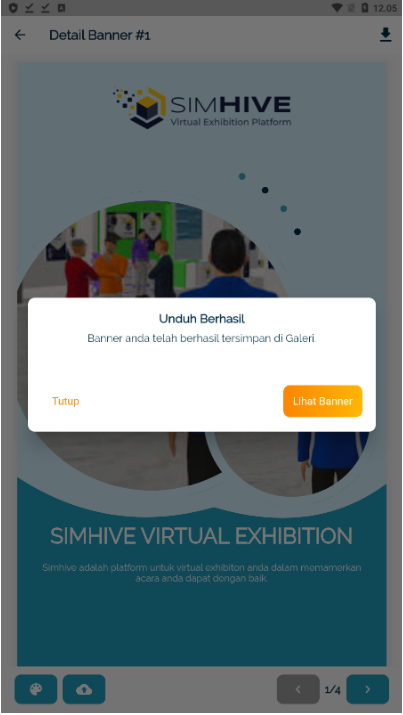 12.05
Detail Banner #1
SIMHIVE
Virtual Exhibition Platform
Unduh Berhasil
Banner anda telah berhasil tersimpan di Galeri.
Tutup
Lihat Banner
SIMHIVE VIRTUAL EXHIBITION
Simhive adalah platform untuk virtual exhibiton anda dalam memamerkan
acara anda dapat dengan baik.
1/4